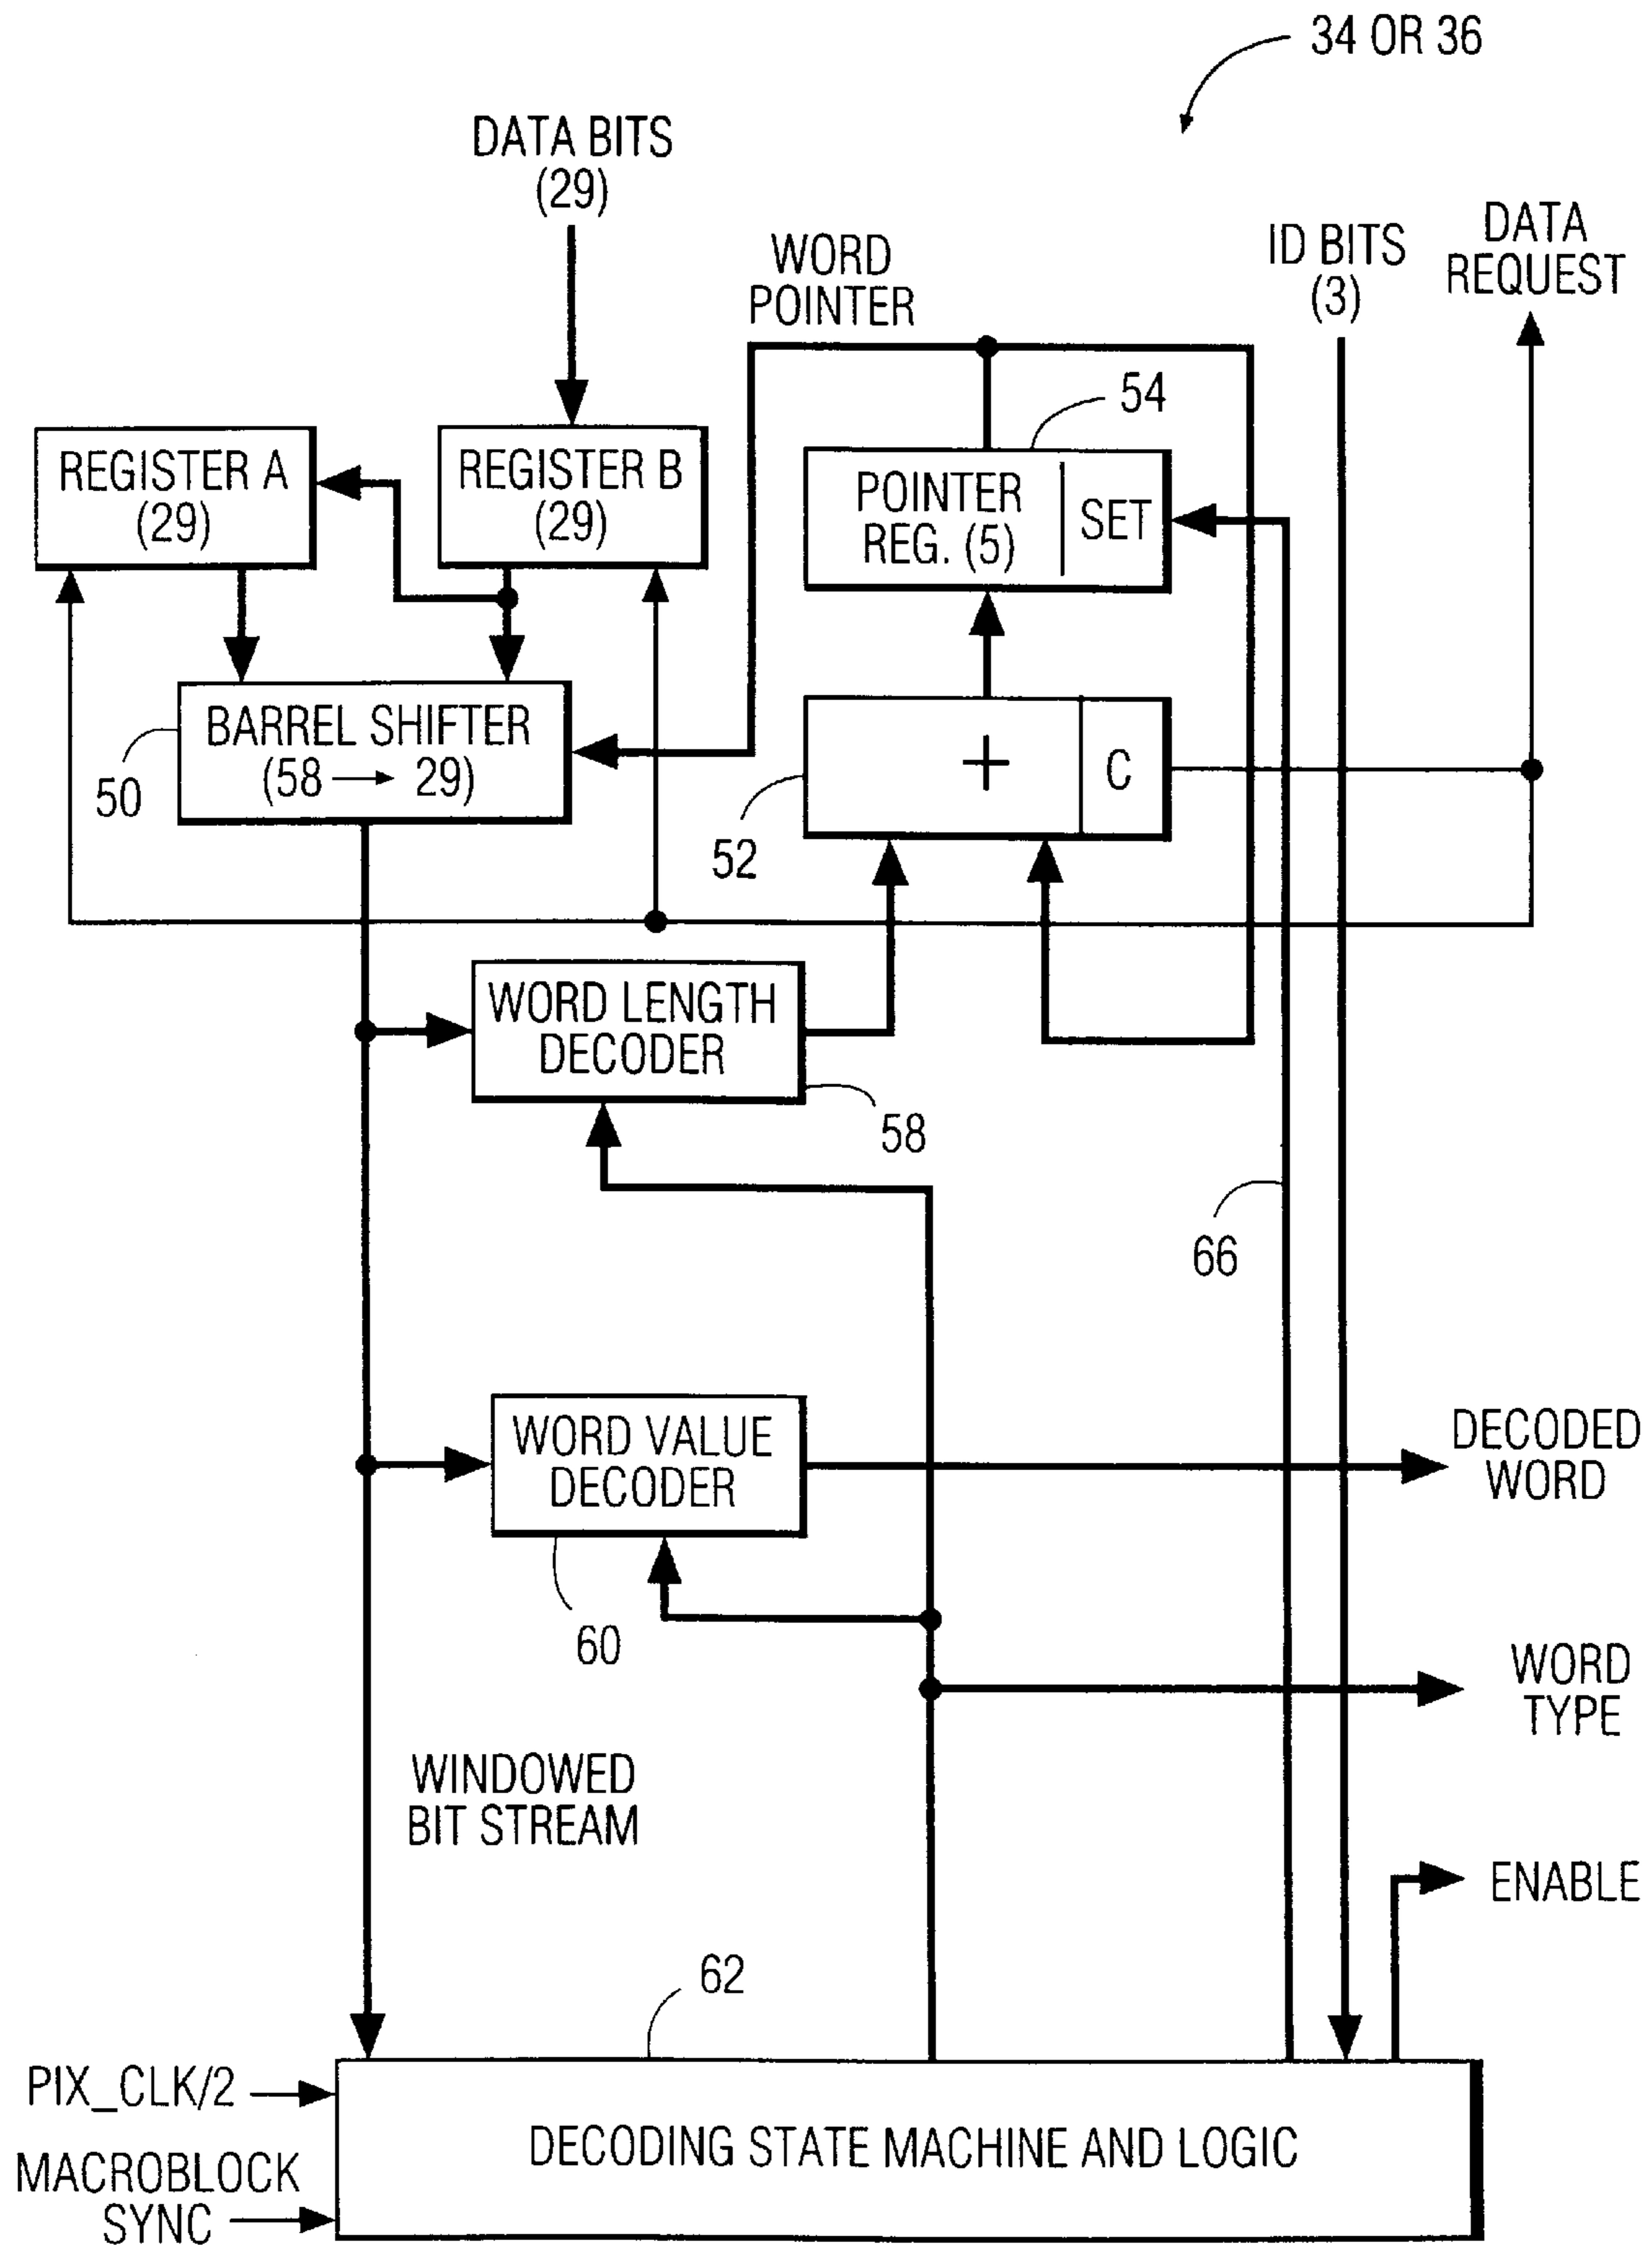 34 OR 36
DATA BITS
(29)
WORD
POINTER
ID BITS
(3)
DATA
REQUEST
54
REGISTER A
(29)
REGISTER B
(29)
POINTER
REG. (5)
SET
BARREL SHIFTER
(58 → 29)
50
+
C
52
WORD LENGTH
DECODER
58
66
WORD VALUE
DECODER
60
DECODED
WORD
WORD
TYPE
WINDOWED
BIT STREAM
ENABLE
62
PIX_CLK/2
MACROBLOCK
SYNC
DECODING STATE MACHINE AND LOGIC